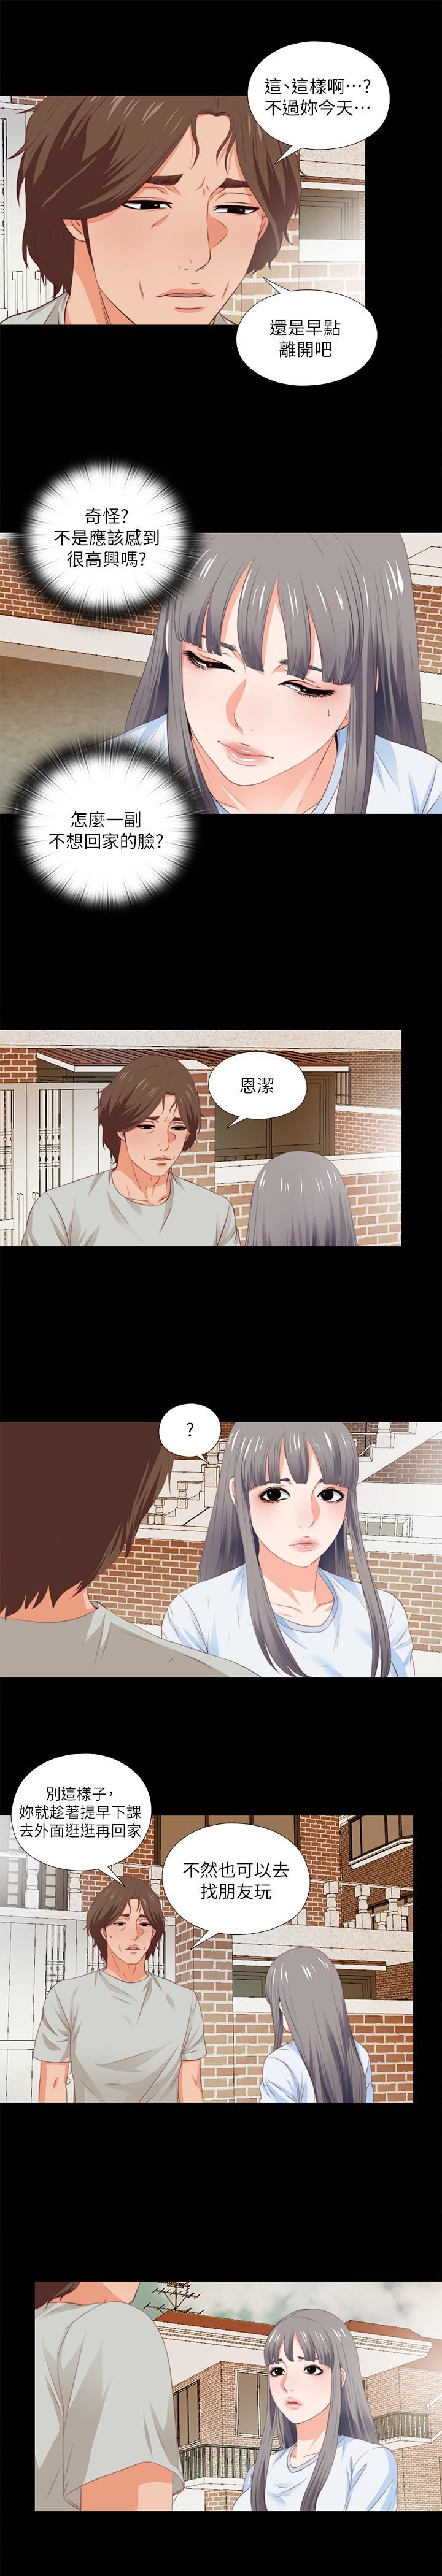 這、這樣啊⋯?
不過妳今天⋯
還是早點
離開吧
奇怪?
不是應該感到
很高興嗎?
怎麼一副
不想回家的臉?
恩潔
?
別這樣子,
妳就趁著提早下課
去外面逛逛再回家
不然也可以去
找朋友玩